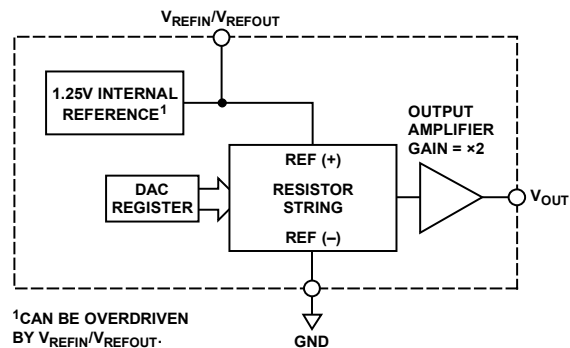 VREFIN/VREFOUT
1.25V INTERNAL
REFERENCE1
OUTPUT
AMPLIFIER
GAIN = ×2
REF (+)
DAC
REGISTER
RESISTOR
STRING
VOUT
REF (–)
1CAN BE OVERDRIVEN
BY VREFIN/VREFOUT.
GND